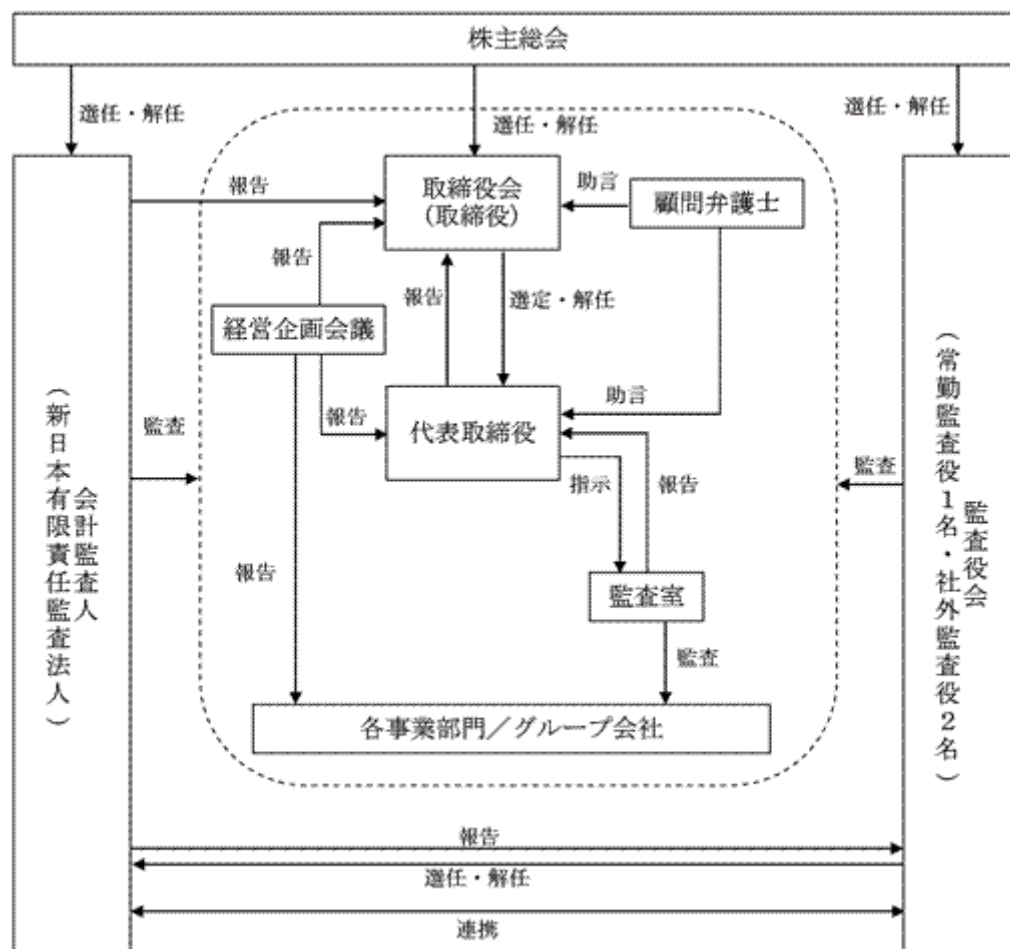 株主総会
選任・解任
選任・解任
選任・解任
報告
取締役会
(取締役)
助言
顧問弁護士
報告
報告
選定・解任
経営企画会議
報告
代表取締役
助言
監査
指示
報告
監査
会計監査人
（新日本有限責任監査法人）
監査役会
（常勤監査役1名・社外監査役2名）
報告
監査室
監査
各事業部門／グループ会社
報告
選任・解任
連携